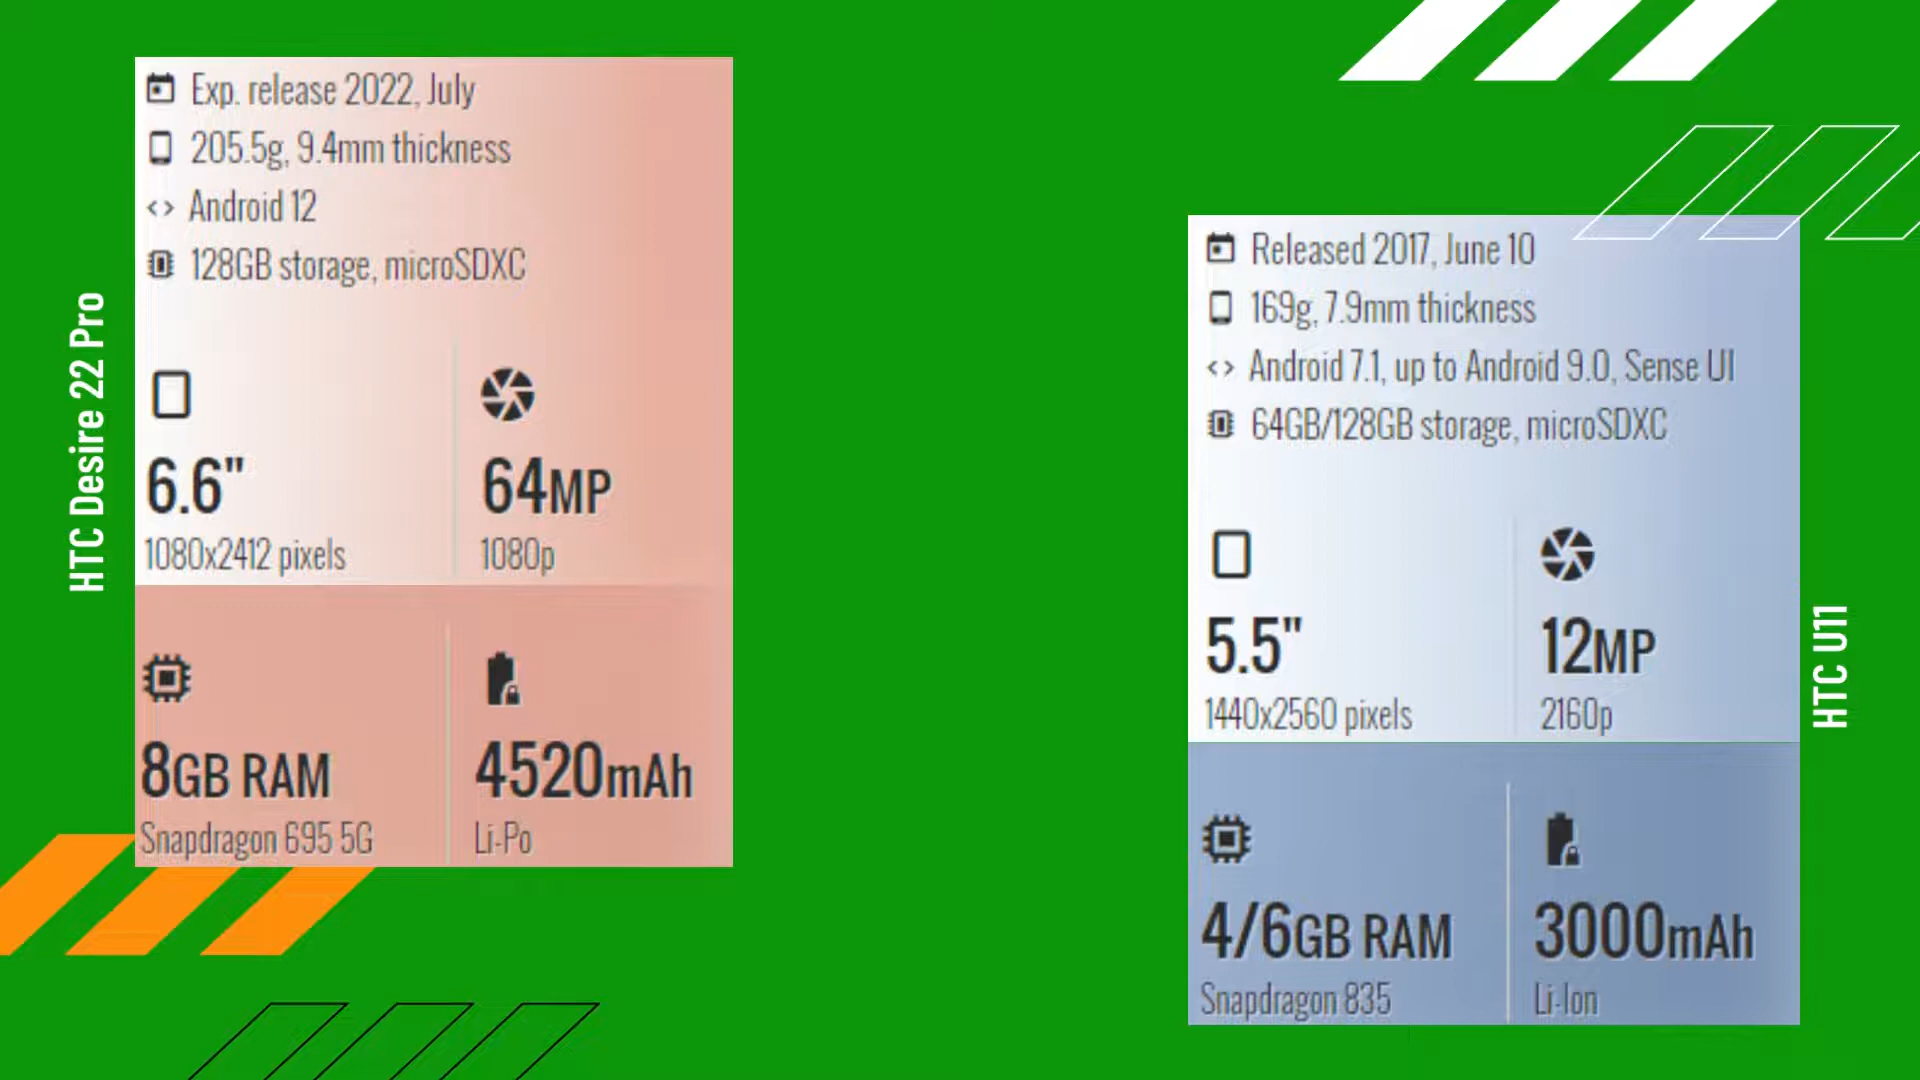 HTC Desire 22 Pro
Exp. release 2022, July
205.5g, 9.4mm thickness
Android 12
128GB storage, microSDXC
6.6"
1080x2412 pixels
64MP
1080p
8GB RAM
Snapdragon 695 5G
4520mAh
Li-Po
Released 2017, June 10
169g, 7.9mm thickness
Android 7.1, up to Android 9.0, Sense UI
64GB/128GB storage, microSDXC
5.5"
1440x2560 pixels
12MP
2160p
4/6GB RAM
Snapdragon 835
3000mAh
Li-Ion
HTC U11